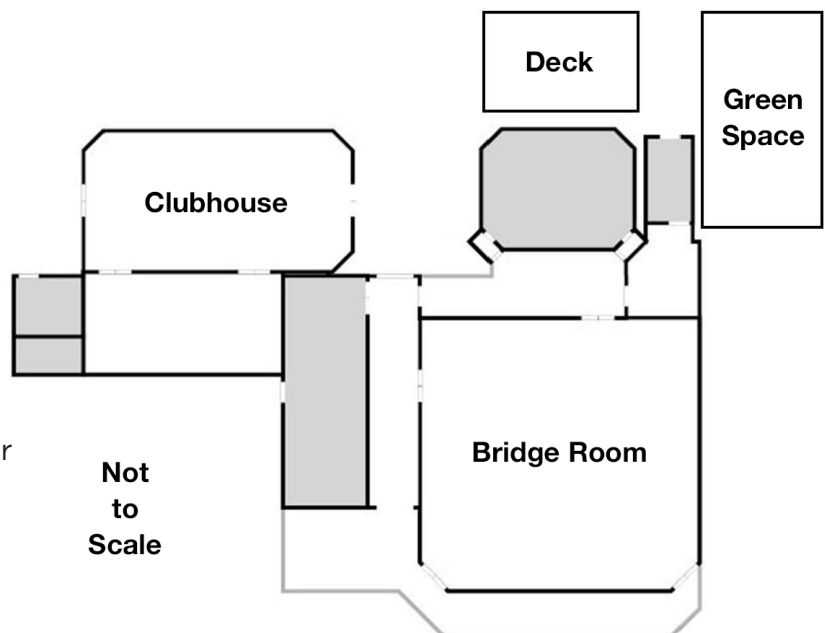 Deck
Green
Space
Clubhouse
Bridge Room
r
Not
to
Scale